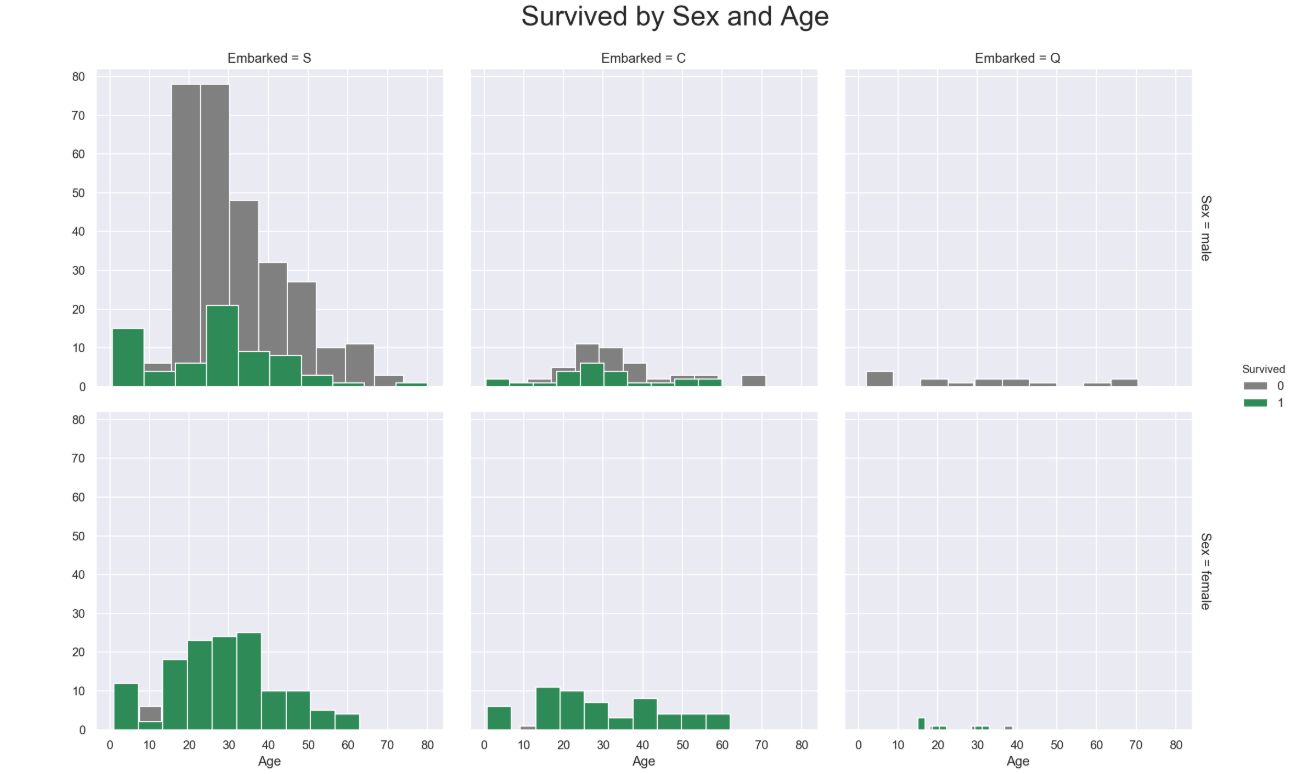 Survived by Sex and Age
Embarked = S
Embarked = C
Embarked = Q
80
70
60
50
40
30
20
10
0
Sex = male
Survived
0
1
80
70
60
50
40
30
20
10
0
Sex = female
0 10 20 30 40 50 60 70 80
0 10 20 30 40 50 60 70 80
0 10 20 30 40 50 60 70 80
Age
Age
Age